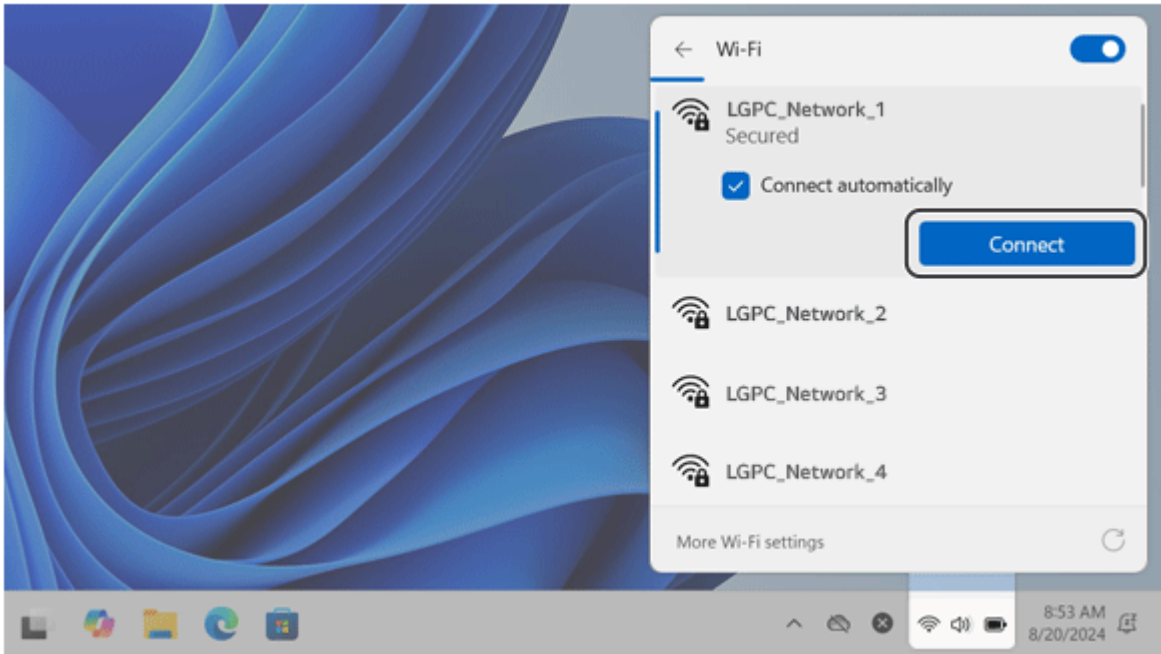 Wi-Fi
LGPC_Network_1
Secured
Connect automatically
Connect
LGPC_Network_2
LGPC_Network_3
LGPC_Network_4
More Wi-Fi settings
8:53 AM
8/20/2024